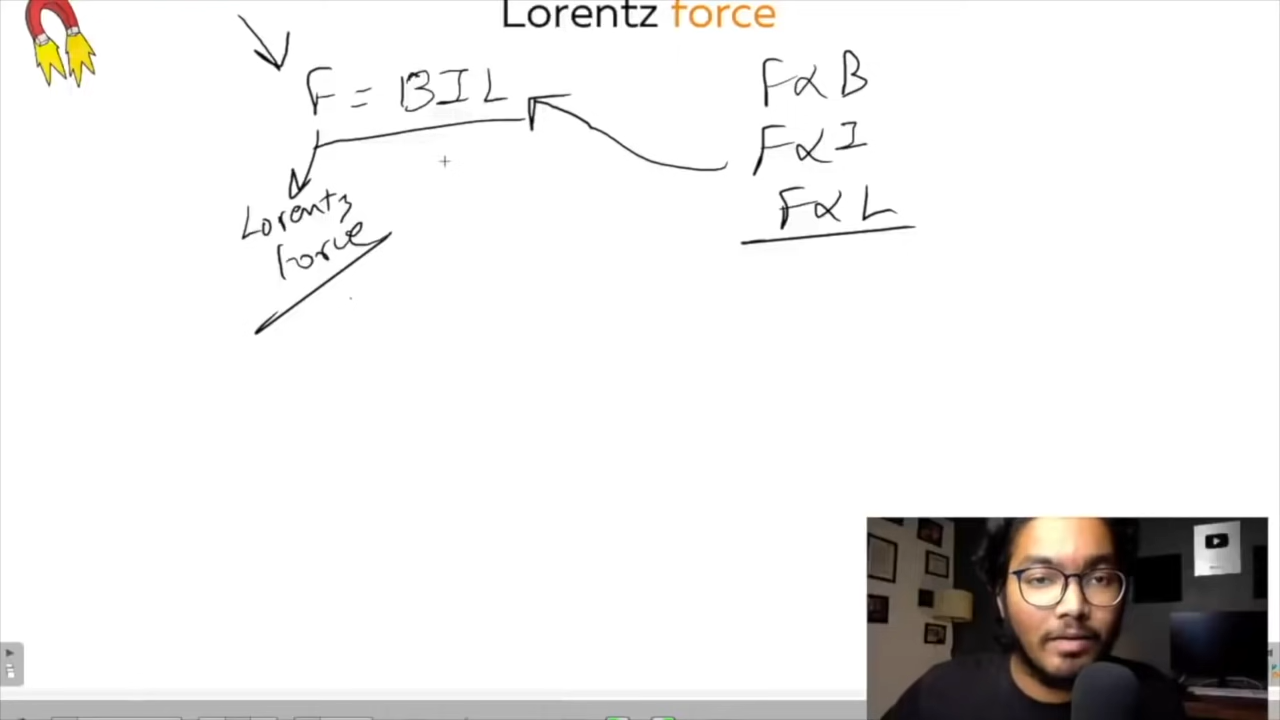 Lorentz force
F = BIL
F∝B
F∝I
F∝L
Lorentz
force